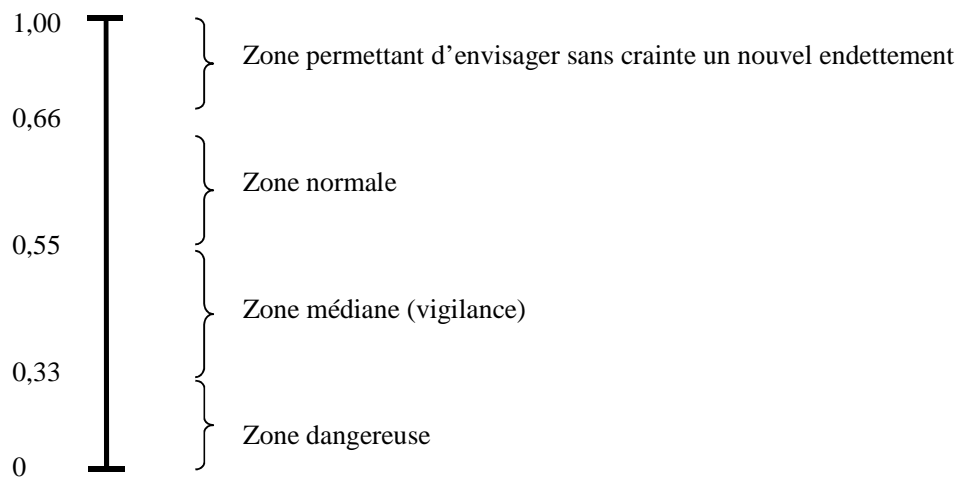 1,00
Zone permettant d'envisager sans crainte un nouvel endettement
0,66
Zone normale
0,55
Zone médiane (vigilance)
0,33
Zone dangereuse
0